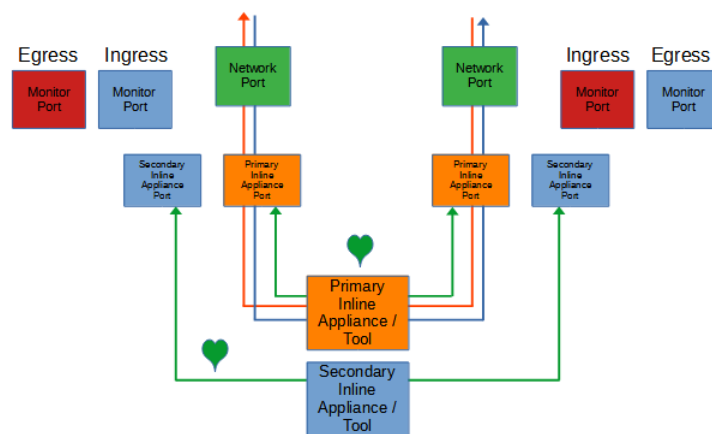 Egress
Ingress
Network
Port
Network
Port
Ingress
Egress
Monitor
Port
Monitor
Port
Monitor
Port
Monitor
Port
Secondary
Inline
Appliance
Port
Primary
Inline
Appliance
Port
Primary
Inline
Appliance
Port
Secondary
Inline
Appliance
Port
Primary
Inline
Appliance /
Tool
Secondary
Inline
Appliance /
Tool